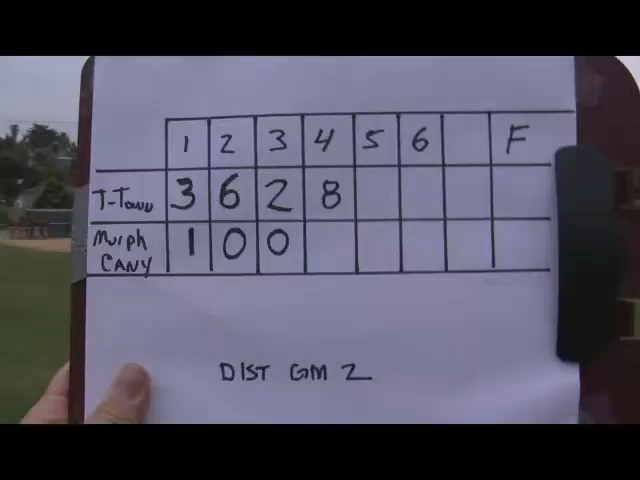 1 2 3 4 5 6 F
T-Town 3 6 2 8
Murph 1 0 0
CANY
DIST GM 2